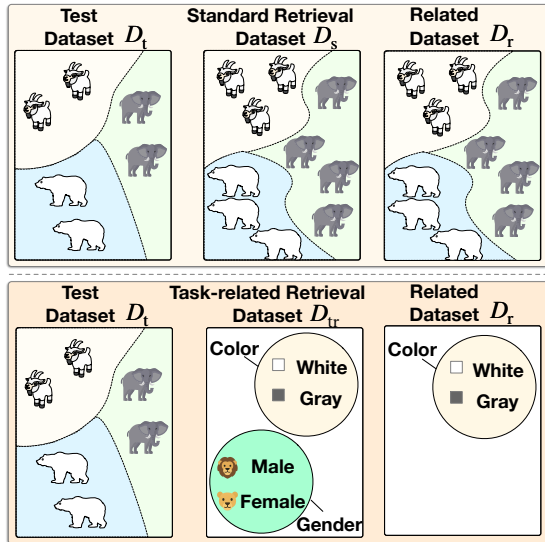 Test Dataset Dt
Standard Retrieval Dataset Ds
Related Dataset Dr
Test Dataset Dt
Task-related Retrieval Dataset Dtr
Related Dataset Dr
Color
White
Gray
Male
Female
Gender
Color
White
Gray